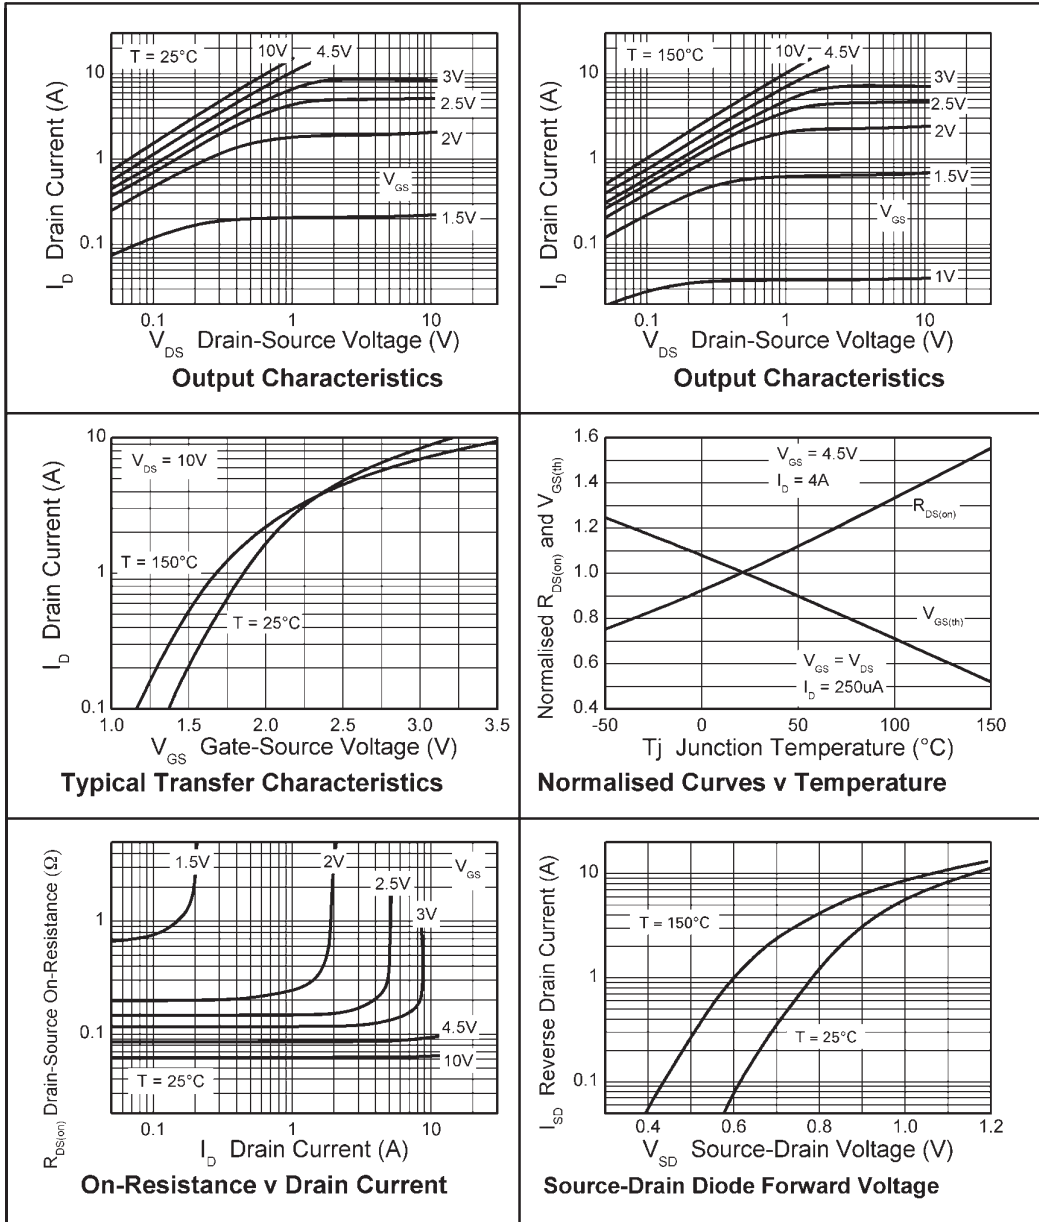 T = 25°C
10V
4.5V
3V
2.5V
2V
V_GS
1.5V
10
1
0.1
I_D Drain Current (A)
0.1
1
10
V_DS Drain-Source Voltage (V)
Output Characteristics
T = 150°C
10V
4.5V
3V
2.5V
2V
1.5V
V_GS
1V
10
1
0.1
I_D Drain Current (A)
0.1
1
10
V_DS Drain-Source Voltage (V)
Output Characteristics
V_DS = 10V
T = 150°C
T = 25°C
10
1
0.1
I_D Drain Current (A)
1.0
1.5
2.0
2.5
3.0
3.5
V_GS Gate-Source Voltage (V)
Typical Transfer Characteristics
V_GS = 4.5V
I_D = 4A
R_DS(on)
V_GS(th)
V_GS = V_DS
I_D = 250uA
1.6
1.4
1.2
1.0
0.8
0.6
0.4
Normalised R_DS(on) and V_GS(th)
-50
0
50
100
150
Tj Junction Temperature (°C)
Normalised Curves v Temperature
1.5V
2V
V_GS
2.5V
3V
4.5V
10V
T = 25°C
1
0.1
R_DS(on) Drain-Source On-Resistance (Ω)
0.1
1
10
I_D Drain Current (A)
On-Resistance v Drain Current
T = 150°C
T = 25°C
10
1
0.1
I_SD Reverse Drain Current (A)
0.4
0.6
0.8
1.0
1.2
V_SD Source-Drain Voltage (V)
Source-Drain Diode Forward Voltage